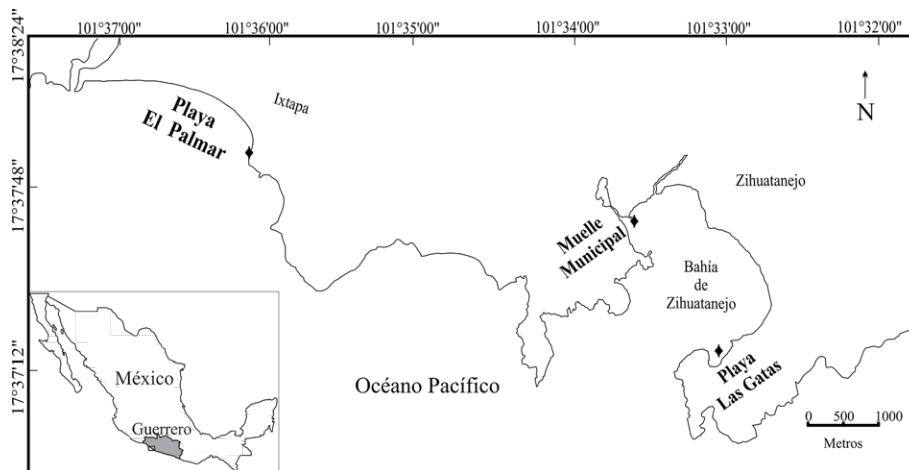 101°37'00"
101°36'00"
101°35'00"
101°34'00"
101°33'00"
101°32'00"
17°38'24"
17°37'48"
17°37'12"
Ixtapa
Playa
El Palmar
N
Zihuatanejo
Muelle
Municipal
Bahía
de
Zihuatanejo
Playa
Las Gatas
Océano Pacífico
México
Guerrero
0 500 1000
Metros